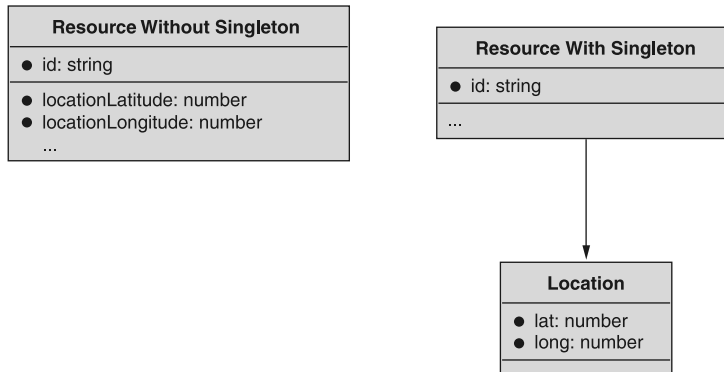 Resource Without Singleton
● id: string
● locationLatitude: number
● locationLongitude: number
...
Resource With Singleton
● id: string
...
Location
● lat: number
● long: number